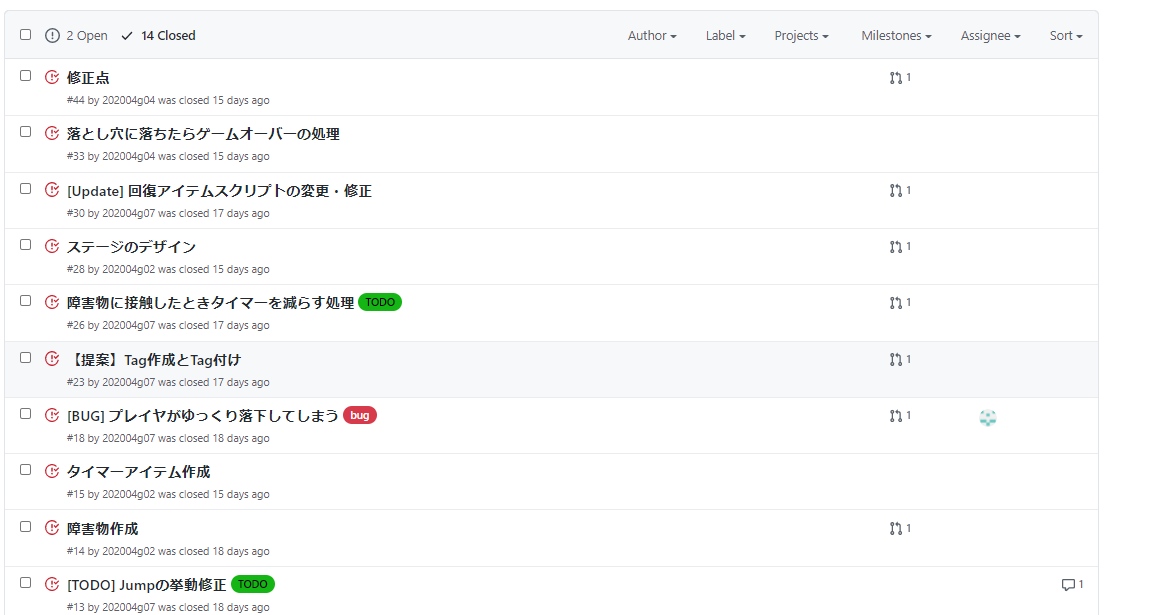 2 Open 14 Closed Author Label Projects Milestones Assignee Sort
修正点 1
#44 by 202004g04 was closed 15 days ago
落とし穴に落ちたらゲームオーバーの処理
#33 by 202004g04 was closed 15 days ago
[Update] 回復アイテムスクリプトの変更・修正 1
#30 by 202004g07 was closed 17 days ago
ステージのデザイン 1
#28 by 202004g02 was closed 15 days ago
障害物に接触したときタイマーを減らす処理 TODO 1
#26 by 202004g07 was closed 17 days ago
【提案】Tag作成とTag付け 1
#23 by 202004g07 was closed 17 days ago
[BUG] プレイヤがゆっくり落下してしまう bug 1
#18 by 202004g07 was closed 18 days ago
タイマーアイテム作成
#15 by 202004g02 was closed 15 days ago
障害物作成 1
#14 by 202004g02 was closed 18 days ago
[TODO] Jumpの挙動修正 TODO 1
#13 by 202004g07 was closed 18 days ago